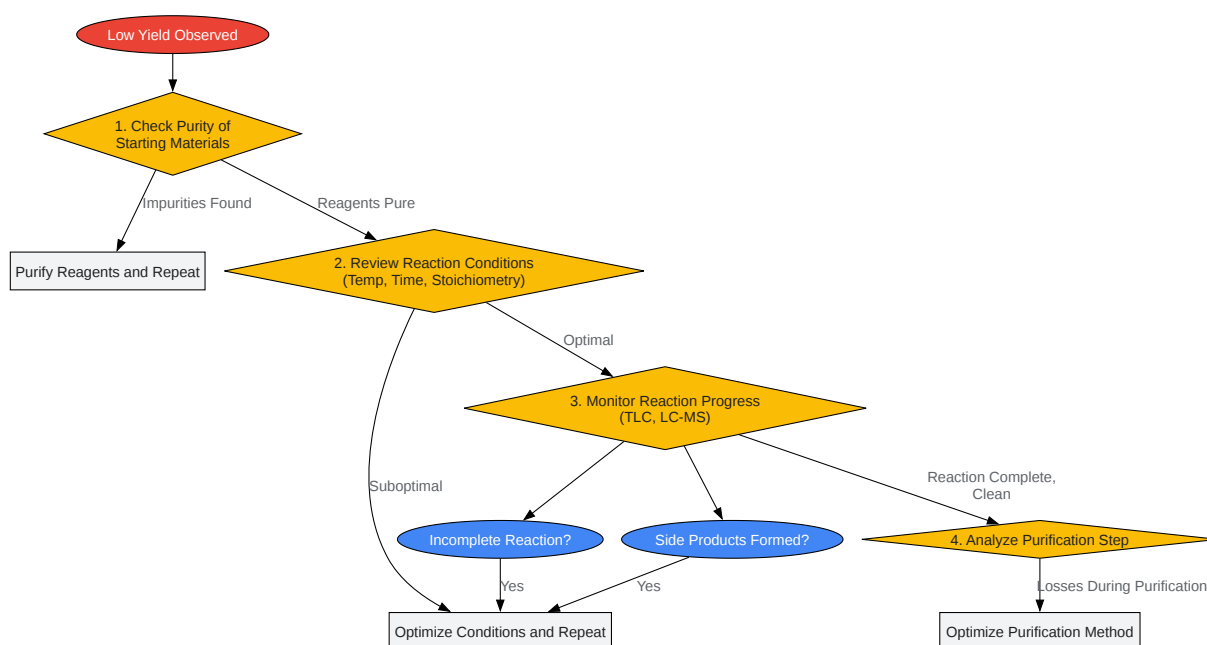 Low Yield Observed
1. Check Purity of
Starting Materials
Impurities Found
Reagents Pure
Purify Reagents and Repeat
2. Review Reaction Conditions
(Temp, Time, Stoichiometry)
Optimal
3. Monitor Reaction Progress
(TLC, LC-MS)
Suboptimal
Reaction Complete,
Clean
Incomplete Reaction?
Side Products Formed?
4. Analyze Purification Step
Yes
Yes
Losses During Purification
Optimize Conditions and Repeat
Optimize Purification Method